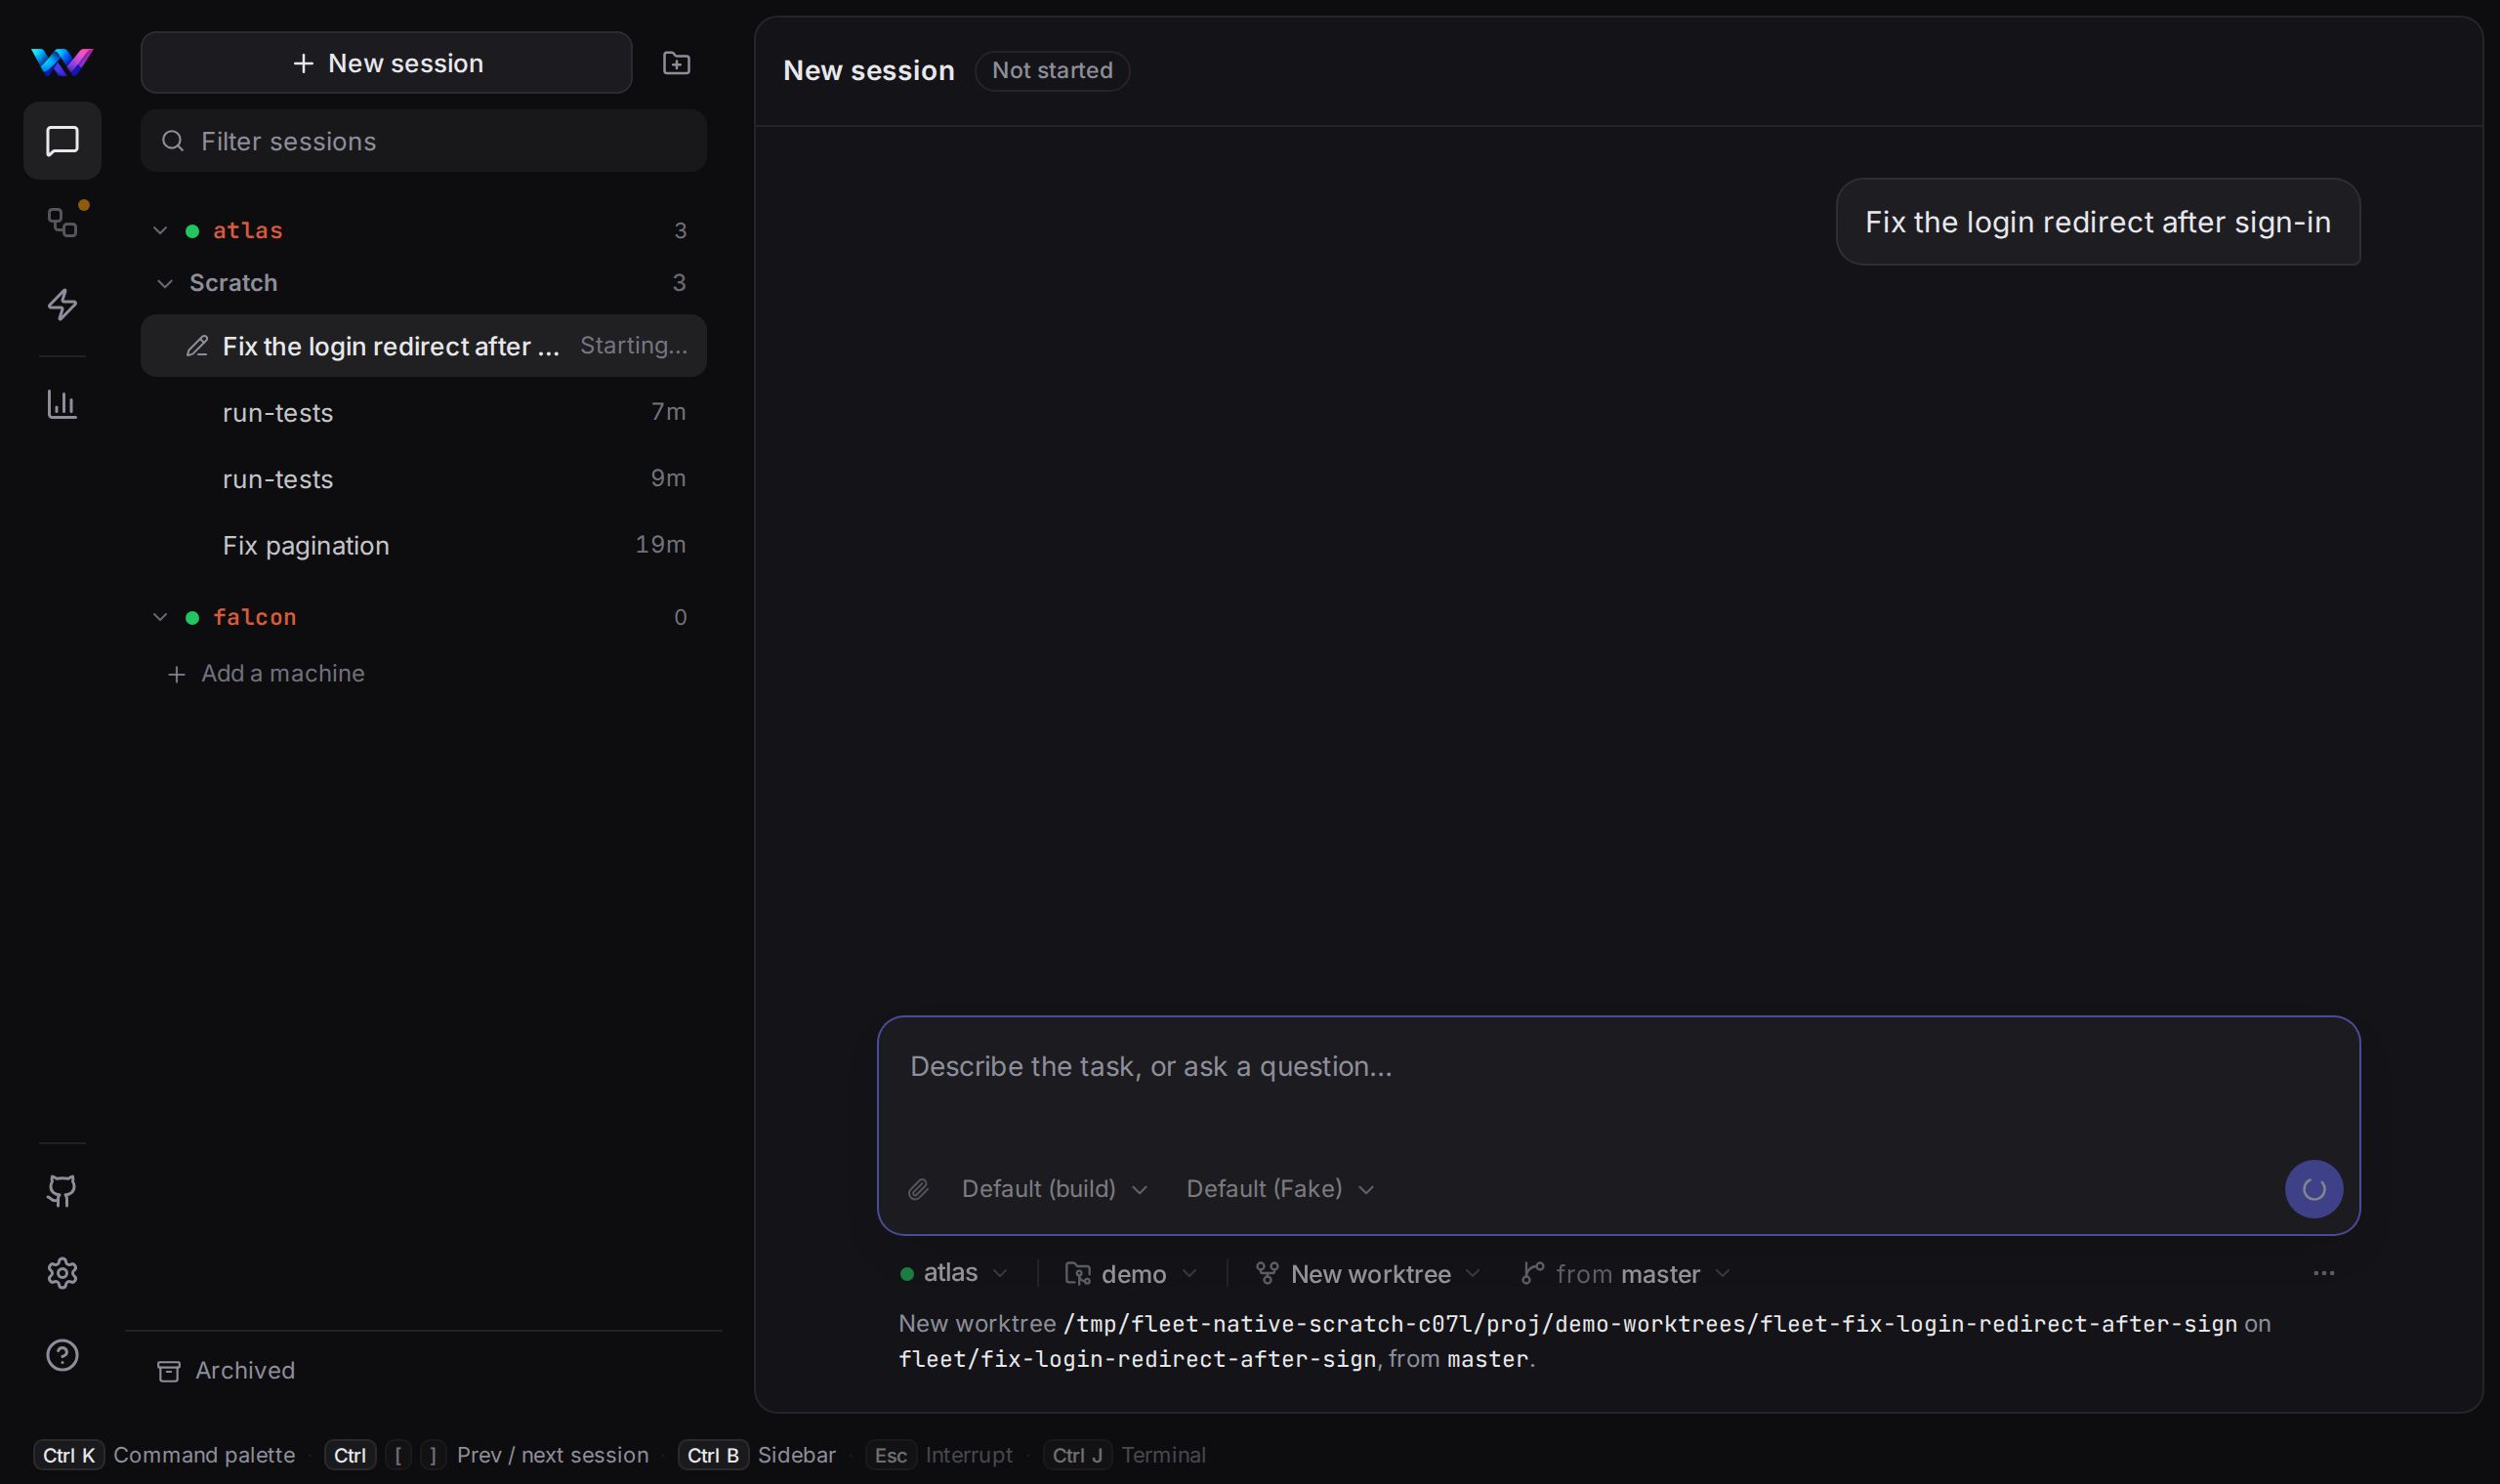 New session
Filter sessions
atlas 3
Scratch 3
Fix the login redirect after ... Starting...
run-tests 7m
run-tests 9m
Fix pagination 19m
falcon 0
Add a machine
Archived
New session Not started
Fix the login redirect after sign-in
Describe the task, or ask a question...
Default (build) Default (Fake)
atlas demo New worktree from master
New worktree /tmp/fleet-native-scratch-c07l/proj/demo-worktrees/fleet-fix-login-redirect-after-sign on
fleet/fix-login-redirect-after-sign, from master.
Ctrl K Command palette · Ctrl [ ] Prev / next session · Ctrl B Sidebar · Esc Interrupt · Ctrl J Terminal